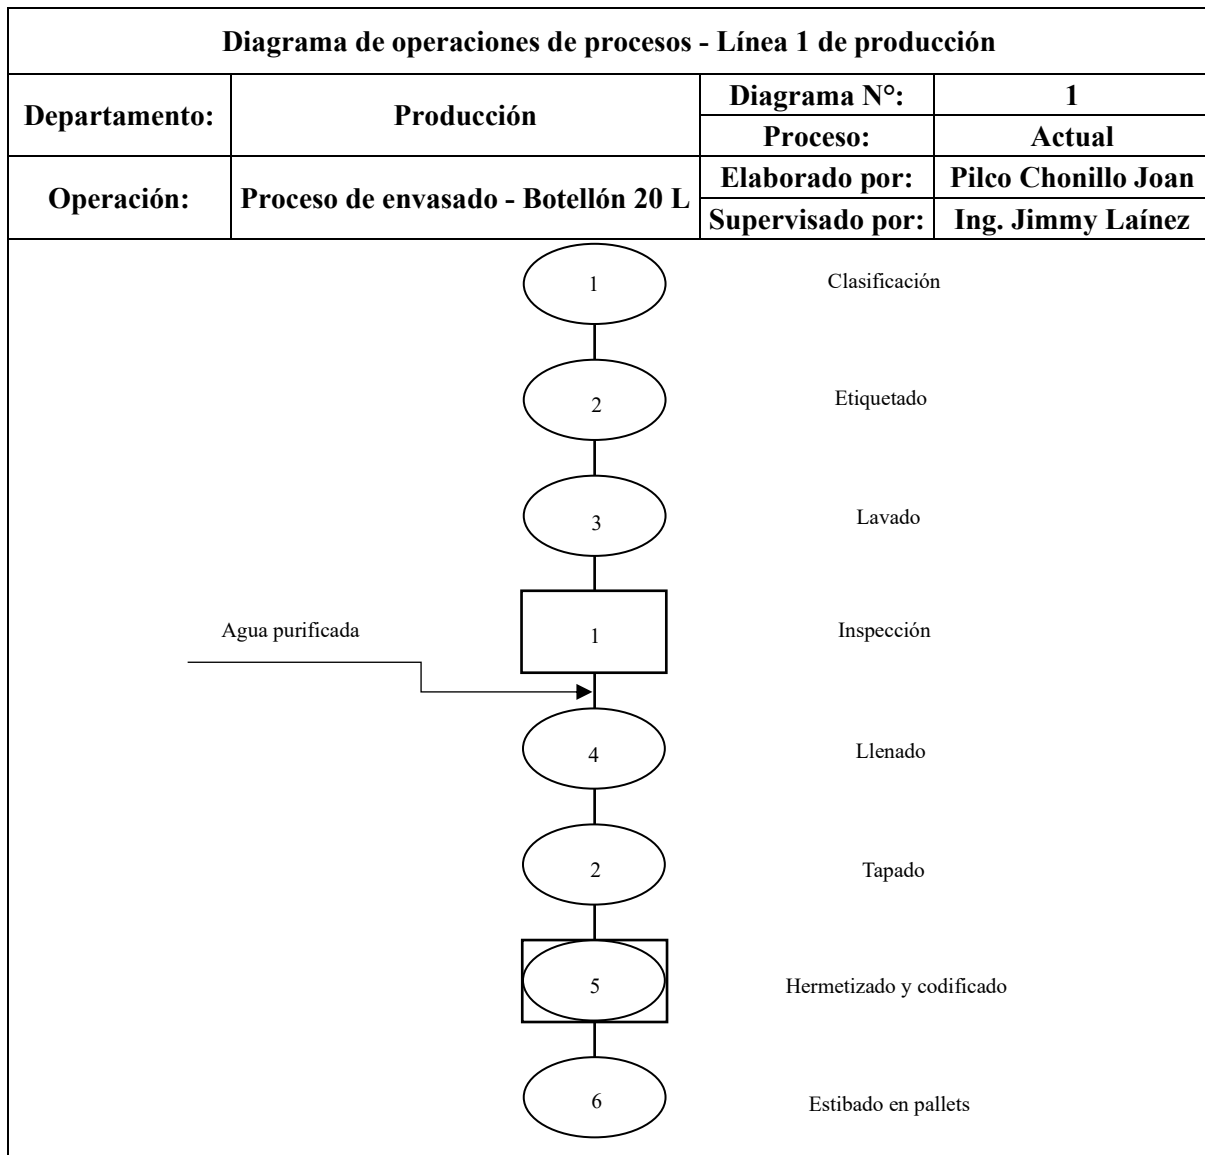 Diagrama de operaciones de procesos - Línea 1 de producción
Departamento:
Producción
Diagrama N°:
1
Proceso:
Actual
Operación:
Proceso de envasado - Botellón 20 L
Elaborado por:
Pilco Chonillo Joan
Supervisado por:
Ing. Jimmy Laínez
1
Clasificación
2
Etiquetado
3
Lavado
Agua purificada
1
Inspección
4
Llenado
2
Tapado
5
Hermetizado y codificado
6
Estibado en pallets